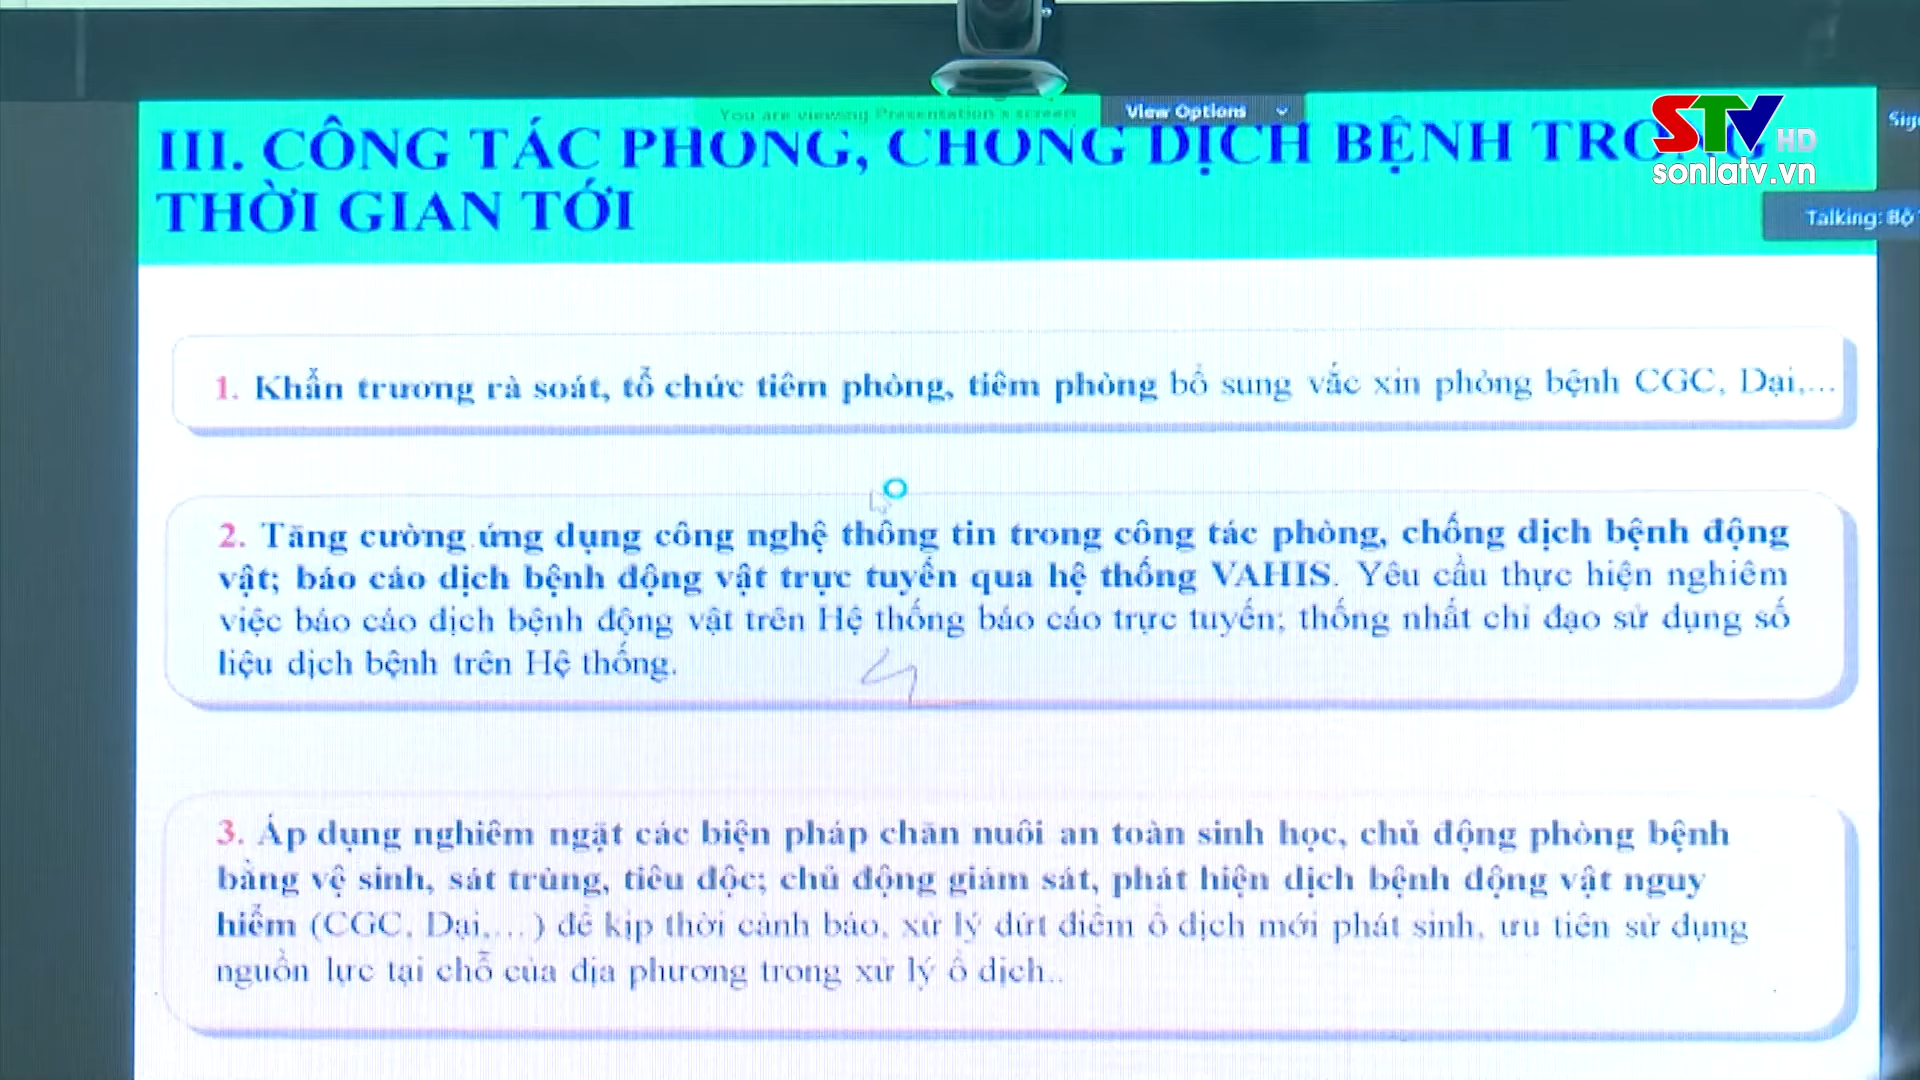 You are viewing Presentation's screen
View Options
STV HD
sonlatv.vn
Talking: Bộ
III. CÔNG TÁC PHÒNG, CHỐNG DỊCH BỆNH TRONG
THỜI GIAN TỚI
1. Khẩn trương rà soát, tổ chức tiêm phòng, tiêm phòng bổ sung vắc xin phòng bệnh CGC, Dại,...
2. Tăng cường ứng dụng công nghệ thông tin trong công tác phòng, chống dịch bệnh động
vật; báo cáo dịch bệnh động vật trực tuyến qua hệ thống VAHIS. Yêu cầu thực hiện nghiêm
việc báo cáo dịch bệnh động vật trên Hệ thống báo cáo trực tuyến; thống nhất chỉ đạo sử dụng số
liệu dịch bệnh trên Hệ thống.
3. Áp dụng nghiêm ngặt các biện pháp chăn nuôi an toàn sinh học, chủ động phòng bệnh
bằng vệ sinh, sát trùng, tiêu độc; chủ động giám sát, phát hiện dịch bệnh động vật nguy
hiểm (CGC, Dại,...) để kịp thời cảnh báo, xử lý dứt điểm ổ dịch mới phát sinh, ưu tiên sử dụng
nguồn lực tại chỗ của địa phương trong xử lý ổ dịch..